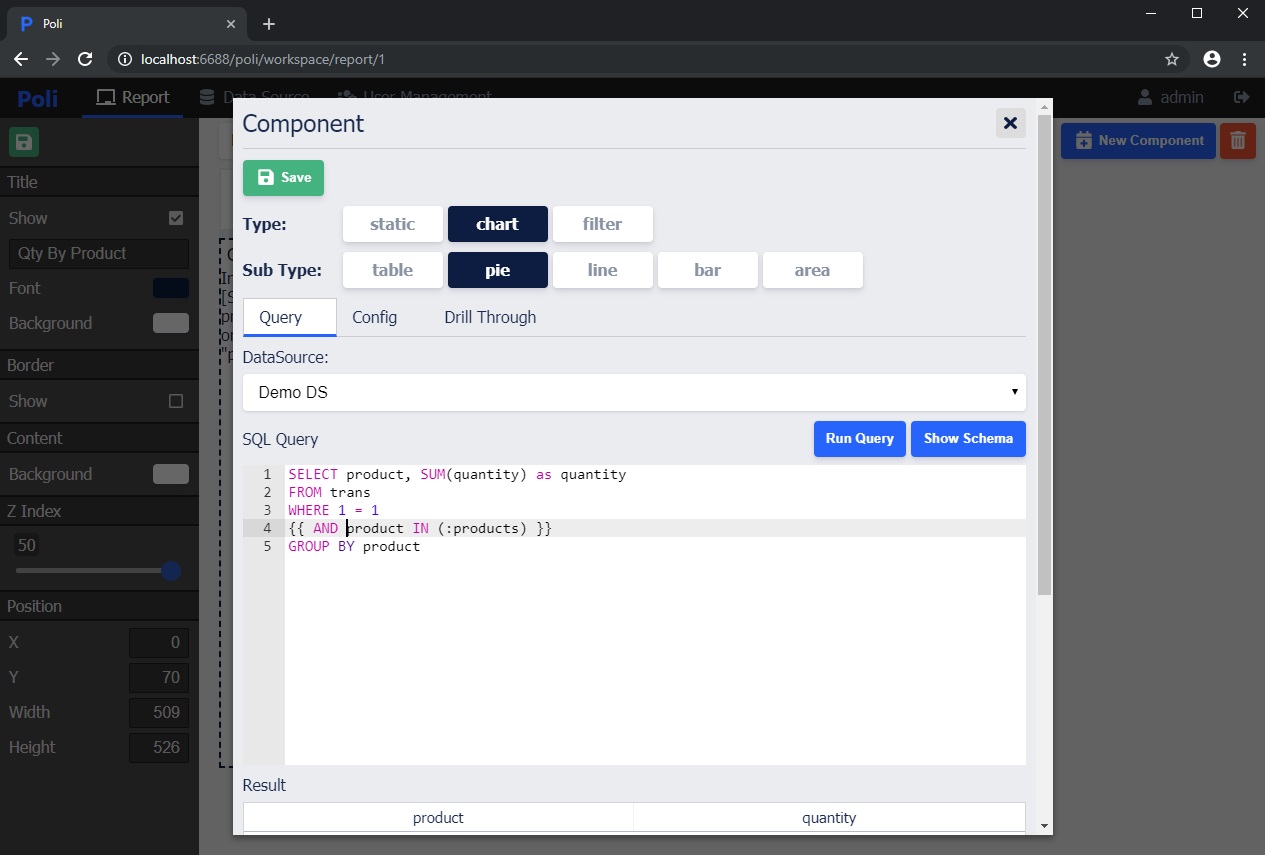 Poli
localhost:6688/poli/workspace/report/1
Poli
Report
Data Source
User Management
admin
Component
New Component
Save
Title
Show
Qty By Product
Font
Background
Border
Show
Content
Background
Z Index
50
Position
X 0
Y 70
Width 509
Height 526
Type: static chart filter
Sub Type: table pie line bar area
Query Config Drill Through
DataSource:
Demo DS
SQL Query Run Query Show Schema
1 SELECT product, SUM(quantity) as quantity
2 FROM trans
3 WHERE 1 = 1
4 {{ AND product IN (:products) }}
5 GROUP BY product
Result
product quantity